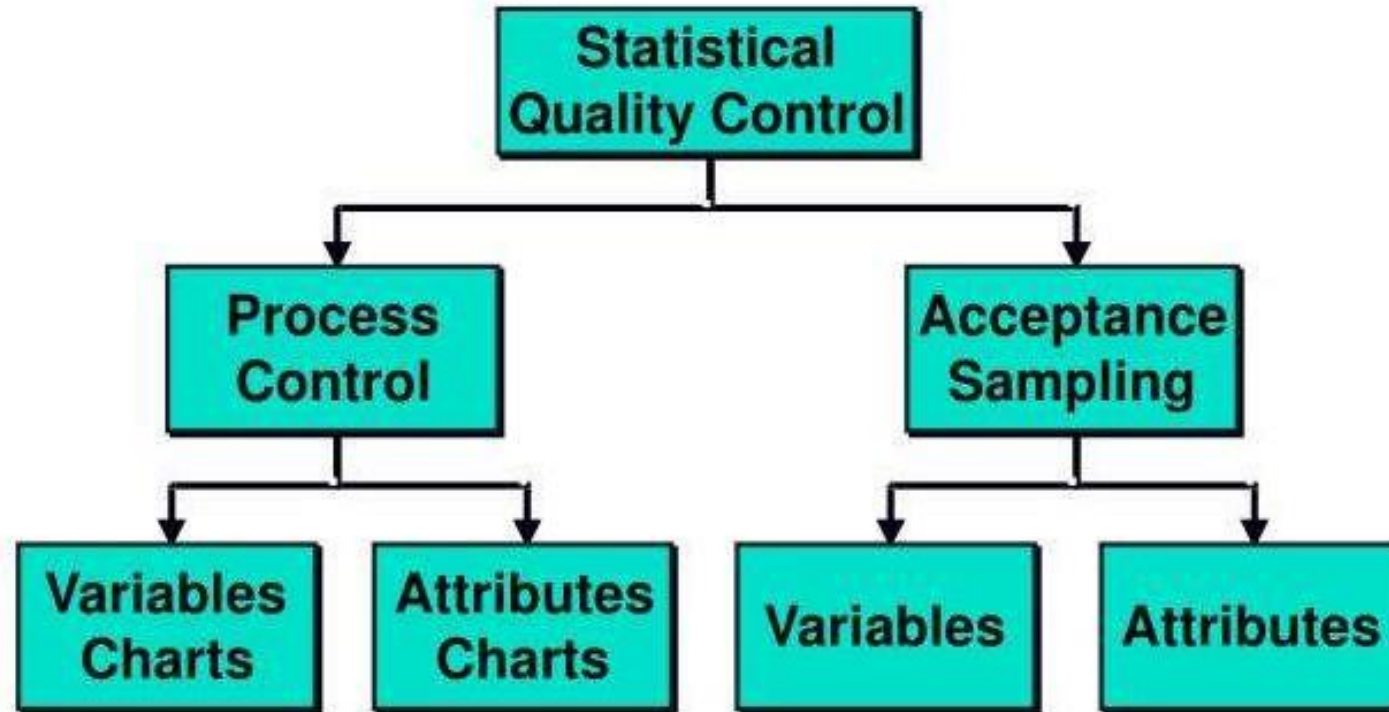 Statistical
Quality Control
Process
Control
Acceptance
Sampling
Variables
Charts
Attributes
Charts
Variables
Attributes